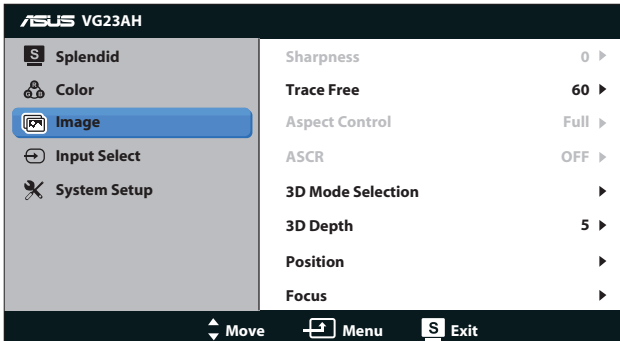 ASUS VG23AH
S Splendid
Color
Image
Input Select
System Setup
Sharpness 0
Trace Free 60
Aspect Control Full
ASCR OFF
3D Mode Selection
3D Depth 5
Position
Focus
Move Menu S Exit